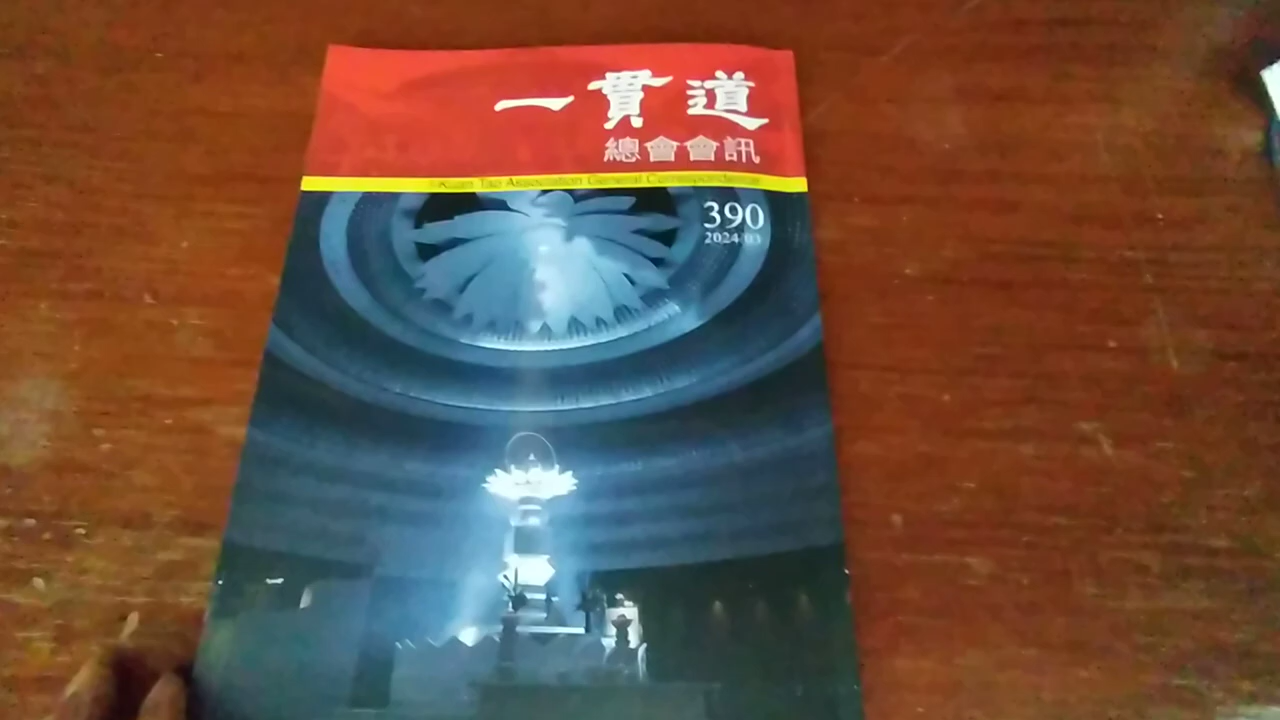 一貫道
總會會訊
I-Kuan Tao Association General Correspondence
390
2024/03